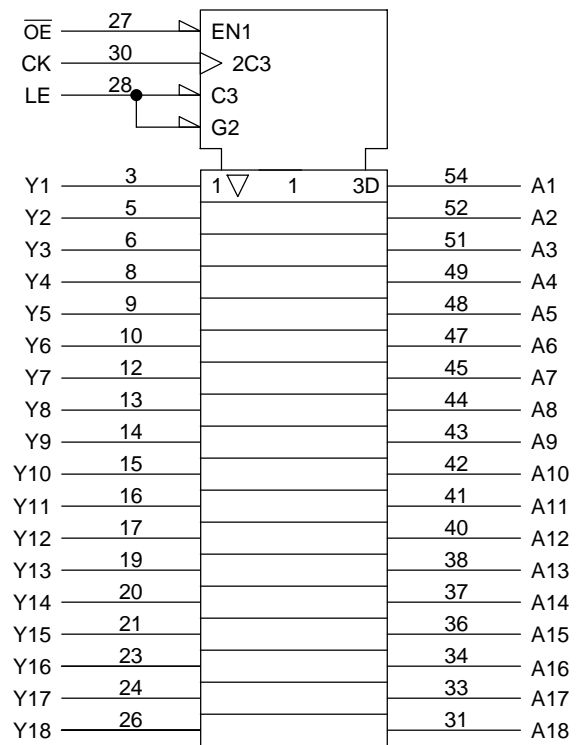 OE 27 EN1
CK 30 2C3
LE 28 C3
G2
Y1 3 1 1 3D 54 A1
Y2 5 52 A2
Y3 6 51 A3
Y4 8 49 A4
Y5 9 48 A5
Y6 10 47 A6
Y7 12 45 A7
Y8 13 44 A8
Y9 14 43 A9
Y10 15 42 A10
Y11 16 41 A11
Y12 17 40 A12
Y13 19 38 A13
Y14 20 37 A14
Y15 21 36 A15
Y16 23 34 A16
Y17 24 33 A17
Y18 26 31 A18